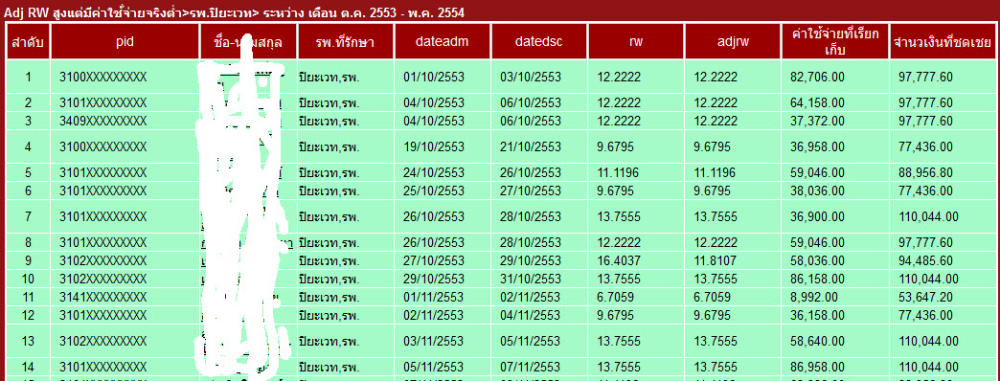 Adj RW สูงแต่มีค่าใช้จ่ายจริงต่ำ>รพ.ปิยะเวท> ระหว่าง เดือน ต.ค. 2553 - พ.ค. 2554
ลำดับ pid รพ.ที่รักษา dateadm datedsc rw adjrw ค่าใช้จ่ายที่เรียกเก็บ จำนวนเงินที่ชดเชย
1 3100XXXXXXXXX ปิยะเวท,รพ. 01/10/2553 03/10/2553 12.2222 12.2222 82,706.00 97,777.60
2 3101XXXXXXXXX ปิยะเวท,รพ. 04/10/2553 06/10/2553 12.2222 12.2222 64,158.00 97,777.60
3 3409XXXXXXXXX ปิยะเวท,รพ. 04/10/2553 06/10/2553 12.2222 12.2222 37,372.00 97,777.60
4 3100XXXXXXXXX ปิยะเวท,รพ. 19/10/2553 21/10/2553 9.6795 9.6795 36,958.00 77,436.00
5 3101XXXXXXXXX ปิยะเวท,รพ. 24/10/2553 26/10/2553 11.1196 11.1196 59,046.00 88,956.80
6 3101XXXXXXXXX ปิยะเวท,รพ. 25/10/2553 27/10/2553 9.6795 9.6795 38,036.00 77,436.00
7 3101XXXXXXXXX ปิยะเวท,รพ. 26/10/2553 28/10/2553 13.7555 13.7555 36,900.00 110,044.00
8 3101XXXXXXXXX ปิยะเวท,รพ. 26/10/2553 28/10/2553 12.2222 12.2222 59,046.00 97,777.60
9 3102XXXXXXXXX ปิยะเวท,รพ. 27/10/2553 29/10/2553 16.4037 11.8107 58,036.00 94,485.60
10 3102XXXXXXXXX ปิยะเวท,รพ. 29/10/2553 31/10/2553 13.7555 13.7555 86,158.00 110,044.00
11 3141XXXXXXXXX ปิยะเวท,รพ. 01/11/2553 02/11/2553 6.7059 6.7059 8,992.00 53,647.20
12 3101XXXXXXXXX ปิยะเวท,รพ. 02/11/2553 04/11/2553 9.6795 9.6795 36,158.00 77,436.00
13 3102XXXXXXXXX ปิยะเวท,รพ. 03/11/2553 05/11/2553 13.7555 13.7555 58,640.00 110,044.00
14 3101XXXXXXXXX ปิยะเวท,รพ. 05/11/2553 07/11/2553 13.7555 13.7555 86,958.00 110,044.00